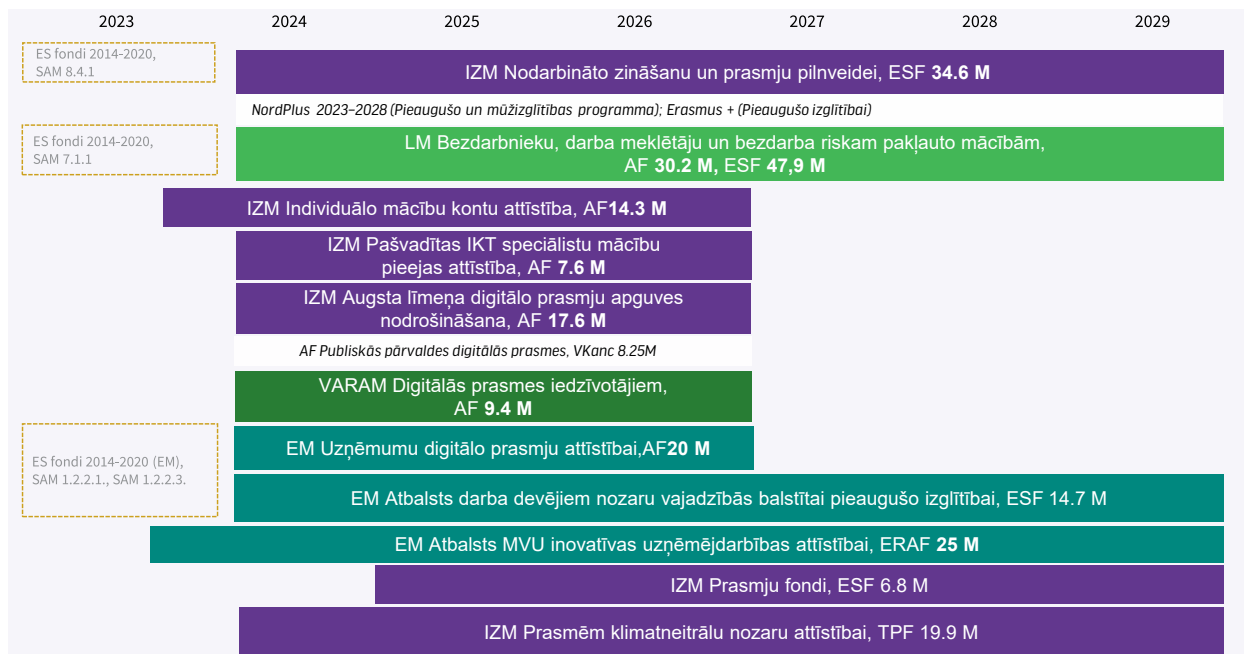 2023 2024 2025 2026 2027 2028 2029
ES fondi 2014-2020,
SAM 8.4.1
IZM Nodarbināto zināšanu un prasmju pilnveidei, ESF 34.6 M
NordPlus 2023–2028 (Pieaugušo un mūžizglītības programma); Erasmus + (Pieaugušo izglītībai)
ES fondi 2014-2020,
SAM 7.1.1
LM Bezdarbnieku, darba meklētāju un bezdarba riskam pakļauto mācībām,
AF 30.2 M, ESF 47,9 M
IZM Individuālo mācību kontu attīstība, AF14.3 M
IZM Pašvadītas IKT speciālistu mācību
pieejas attīstība, AF 7.6 M
IZM Augsta līmeņa digitālo prasmju apguves
nodrošināšana, AF 17.6 M
AF Publiskās pārvaldes digitālās prasmes, VKanc 8.25M
VARAM Digitālās prasmes iedzīvotājiem,
AF 9.4 M
ES fondi 2014-2020 (EM),
SAM 1.2.2.1., SAM 1.2.2.3.
EM Uzņēmumu digitālo prasmju attīstībai,AF20 M
EM Atbalsts darba devējiem nozaru vajadzībās balstītai pieaugušo izglītībai, ESF 14.7 M
EM Atbalsts MVU inovatīvas uzņēmējdarbības attīstībai, ERAF 25 M
IZM Prasmju fondi, ESF 6.8 M
IZM Prasmēm klimatneitrālu nozaru attīstībai, TPF 19.9 M